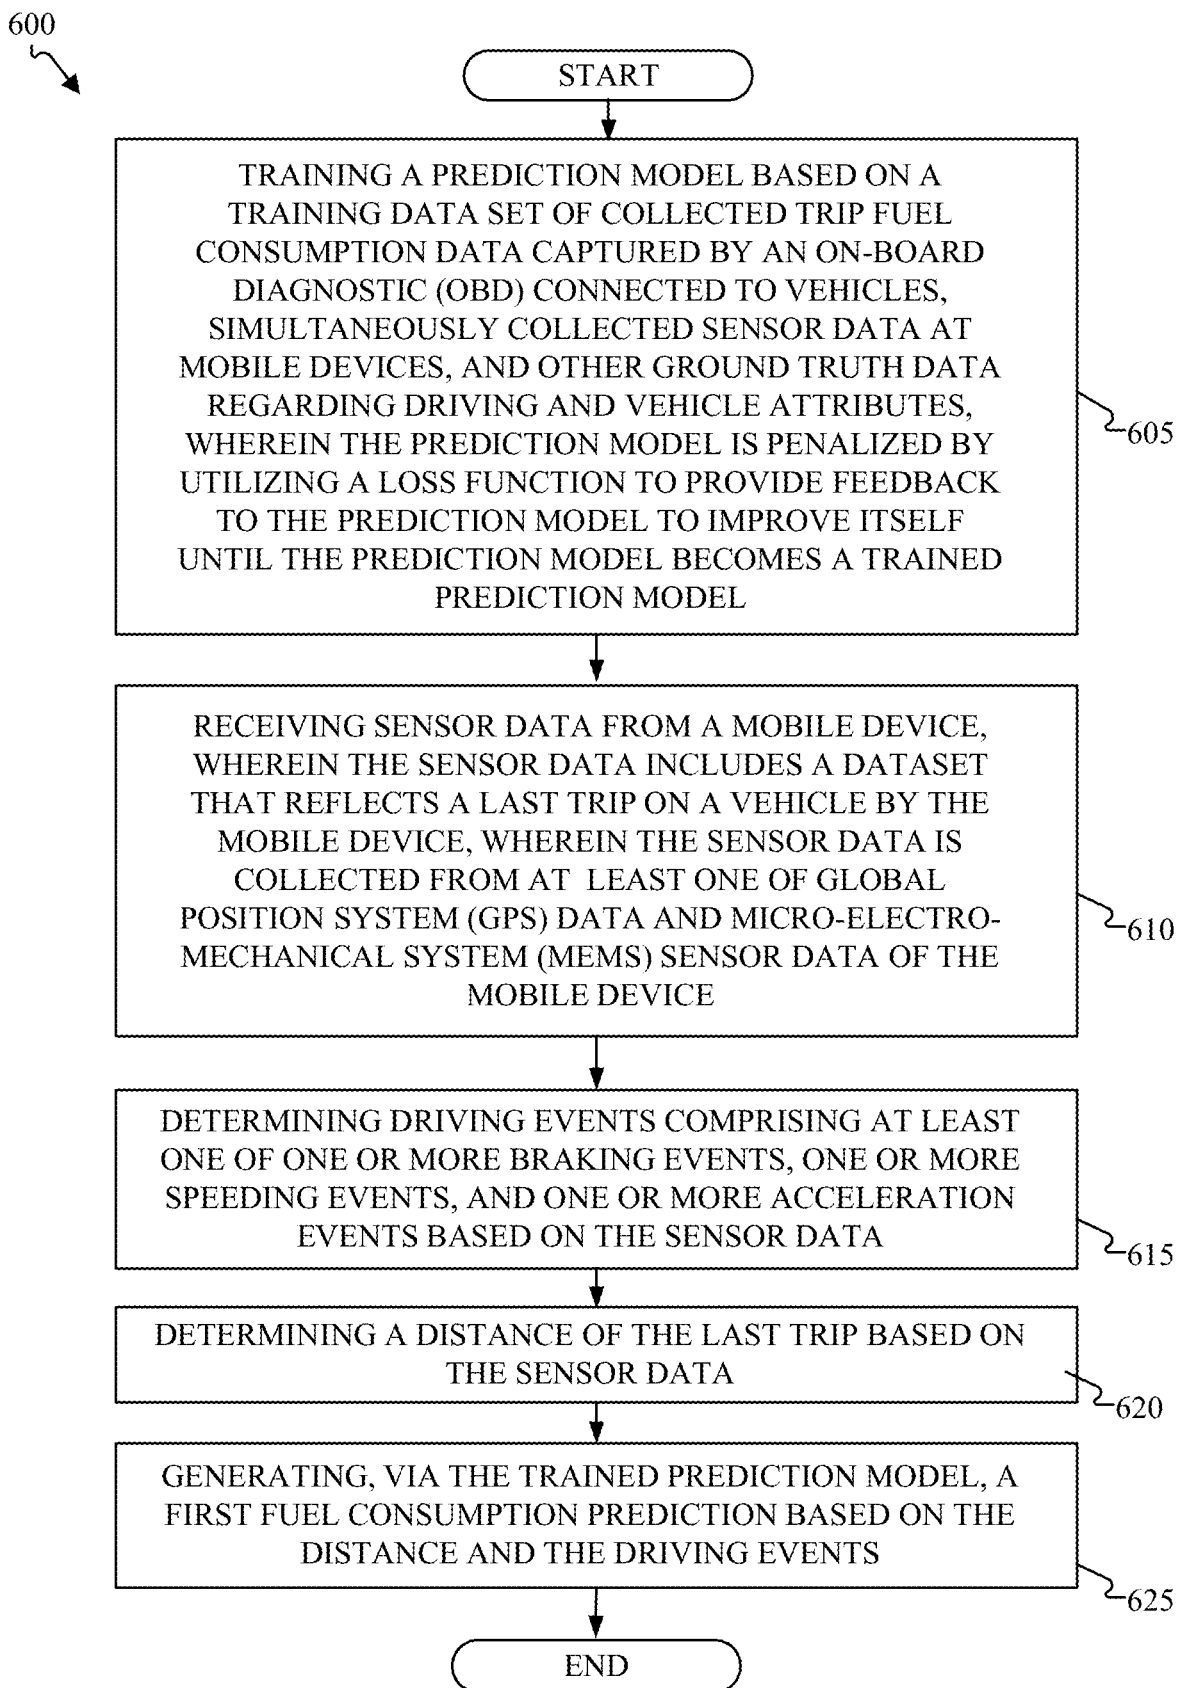 600
START
TRAINING A PREDICTION MODEL BASED ON A
TRAINING DATA SET OF COLLECTED TRIP FUEL
CONSUMPTION DATA CAPTURED BY AN ON-BOARD
DIAGNOSTIC (OBD) CONNECTED TO VEHICLES,
SIMULTANEOUSLY COLLECTED SENSOR DATA AT
MOBILE DEVICES, AND OTHER GROUND TRUTH DATA
REGARDING DRIVING AND VEHICLE ATTRIBUTES,
WHEREIN THE PREDICTION MODEL IS PENALIZED BY
UTILIZING A LOSS FUNCTION TO PROVIDE FEEDBACK
TO THE PREDICTION MODEL TO IMPROVE ITSELF
UNTIL THE PREDICTION MODEL BECOMES A TRAINED
PREDICTION MODEL
605
RECEIVING SENSOR DATA FROM A MOBILE DEVICE,
WHEREIN THE SENSOR DATA INCLUDES A DATASET
THAT REFLECTS A LAST TRIP ON A VEHICLE BY THE
MOBILE DEVICE, WHEREIN THE SENSOR DATA IS
COLLECTED FROM AT LEAST ONE OF GLOBAL
POSITION SYSTEM (GPS) DATA AND MICRO-ELECTRO-
MECHANICAL SYSTEM (MEMS) SENSOR DATA OF THE
MOBILE DEVICE
610
DETERMINING DRIVING EVENTS COMPRISING AT LEAST
ONE OF ONE OR MORE BRAKING EVENTS, ONE OR MORE
SPEEDING EVENTS, AND ONE OR MORE ACCELERATION
EVENTS BASED ON THE SENSOR DATA
615
DETERMINING A DISTANCE OF THE LAST TRIP BASED ON
THE SENSOR DATA
620
GENERATING, VIA THE TRAINED PREDICTION MODEL, A
FIRST FUEL CONSUMPTION PREDICTION BASED ON THE
DISTANCE AND THE DRIVING EVENTS
625
END